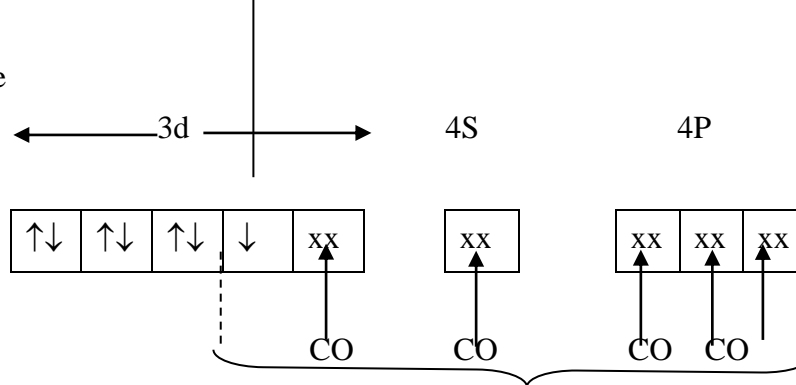 e
3d 4S 4P
↑↓ ↑↓ ↑↓ ↓ xx xx xx xx xx
CO CO CO CO